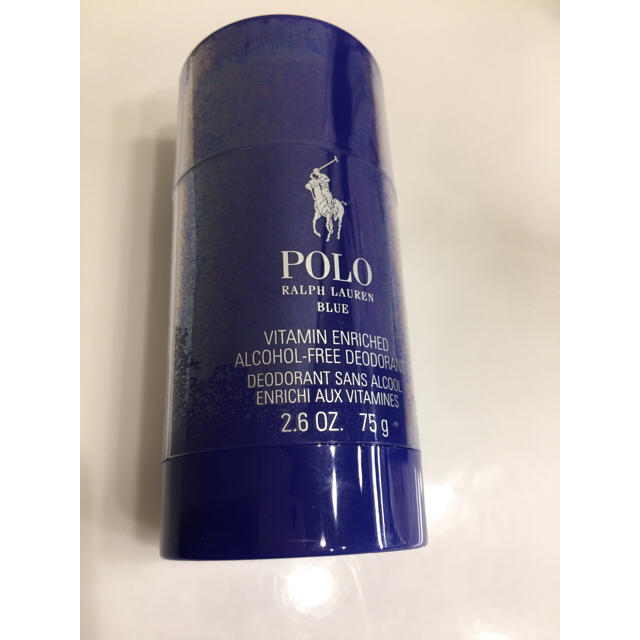 POLO
RALPH LAUREN
BLUE
VITAMIN ENRICHED
ALCOHOL-FREE DEODORANT
DEODORANT SANS ALCOOL
ENRICHI AUX VITAMINES
2.6 OZ. 75 g